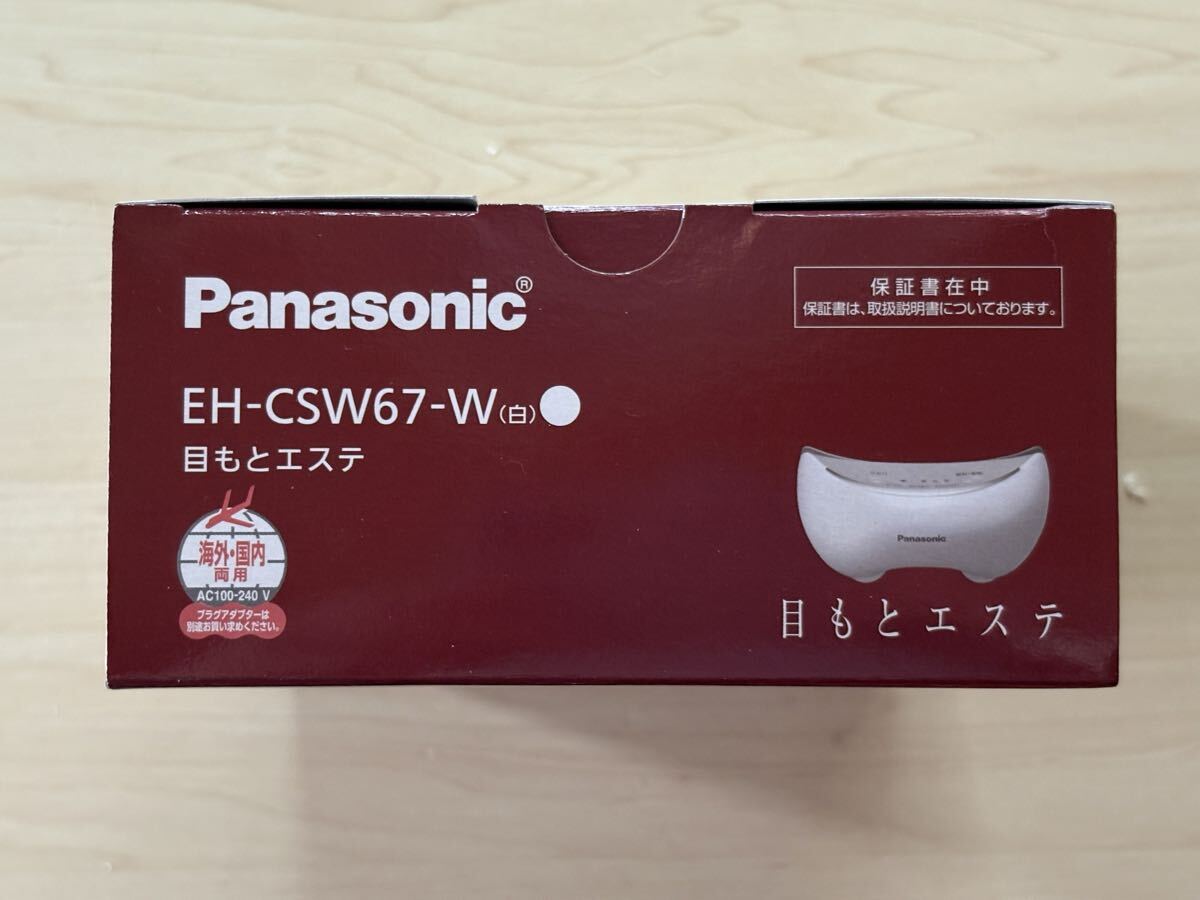 Panasonic®
保証書在中
保証書は、取扱説明書についております。
EH-CSW67-W(白)
目もとエステ
海外・国内
両用
AC100-240 V
プラグアダプターは
別途お買い求めください。
Panasonic
目もとエステ